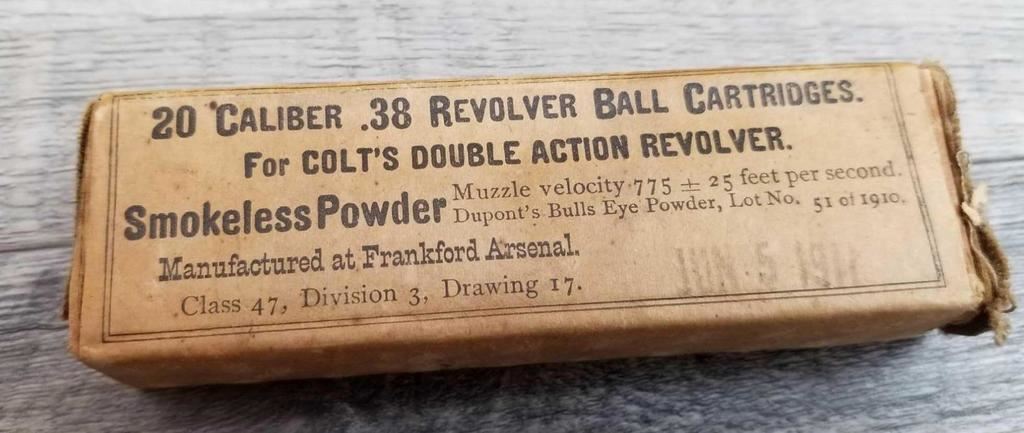 20 CALIBER .38 REVOLVER BALL CARTRIDGES.
For COLT'S DOUBLE ACTION REVOLVER.
Smokeless Powder Muzzle velocity 775 ± 25 feet per second.
Dupont's Bulls Eye Powder, Lot No. 51 of 1910.
Manufactured at Frankford Arsenal.
Class 47, Division 3, Drawing 17.
JUN 5